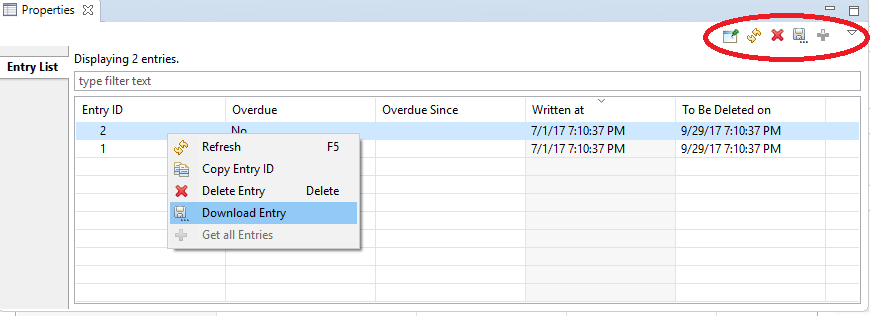 Properties
Entry List
Displaying 2 entries.
type filter text
Entry ID Overdue Overdue Since Written at To Be Deleted on
2 No 7/1/17 7:10:37 PM 9/29/17 7:10:37 PM
1 7/1/17 7:10:37 PM 9/29/17 7:10:37 PM
Refresh F5
Copy Entry ID
Delete Entry Delete
Download Entry
Get all Entries